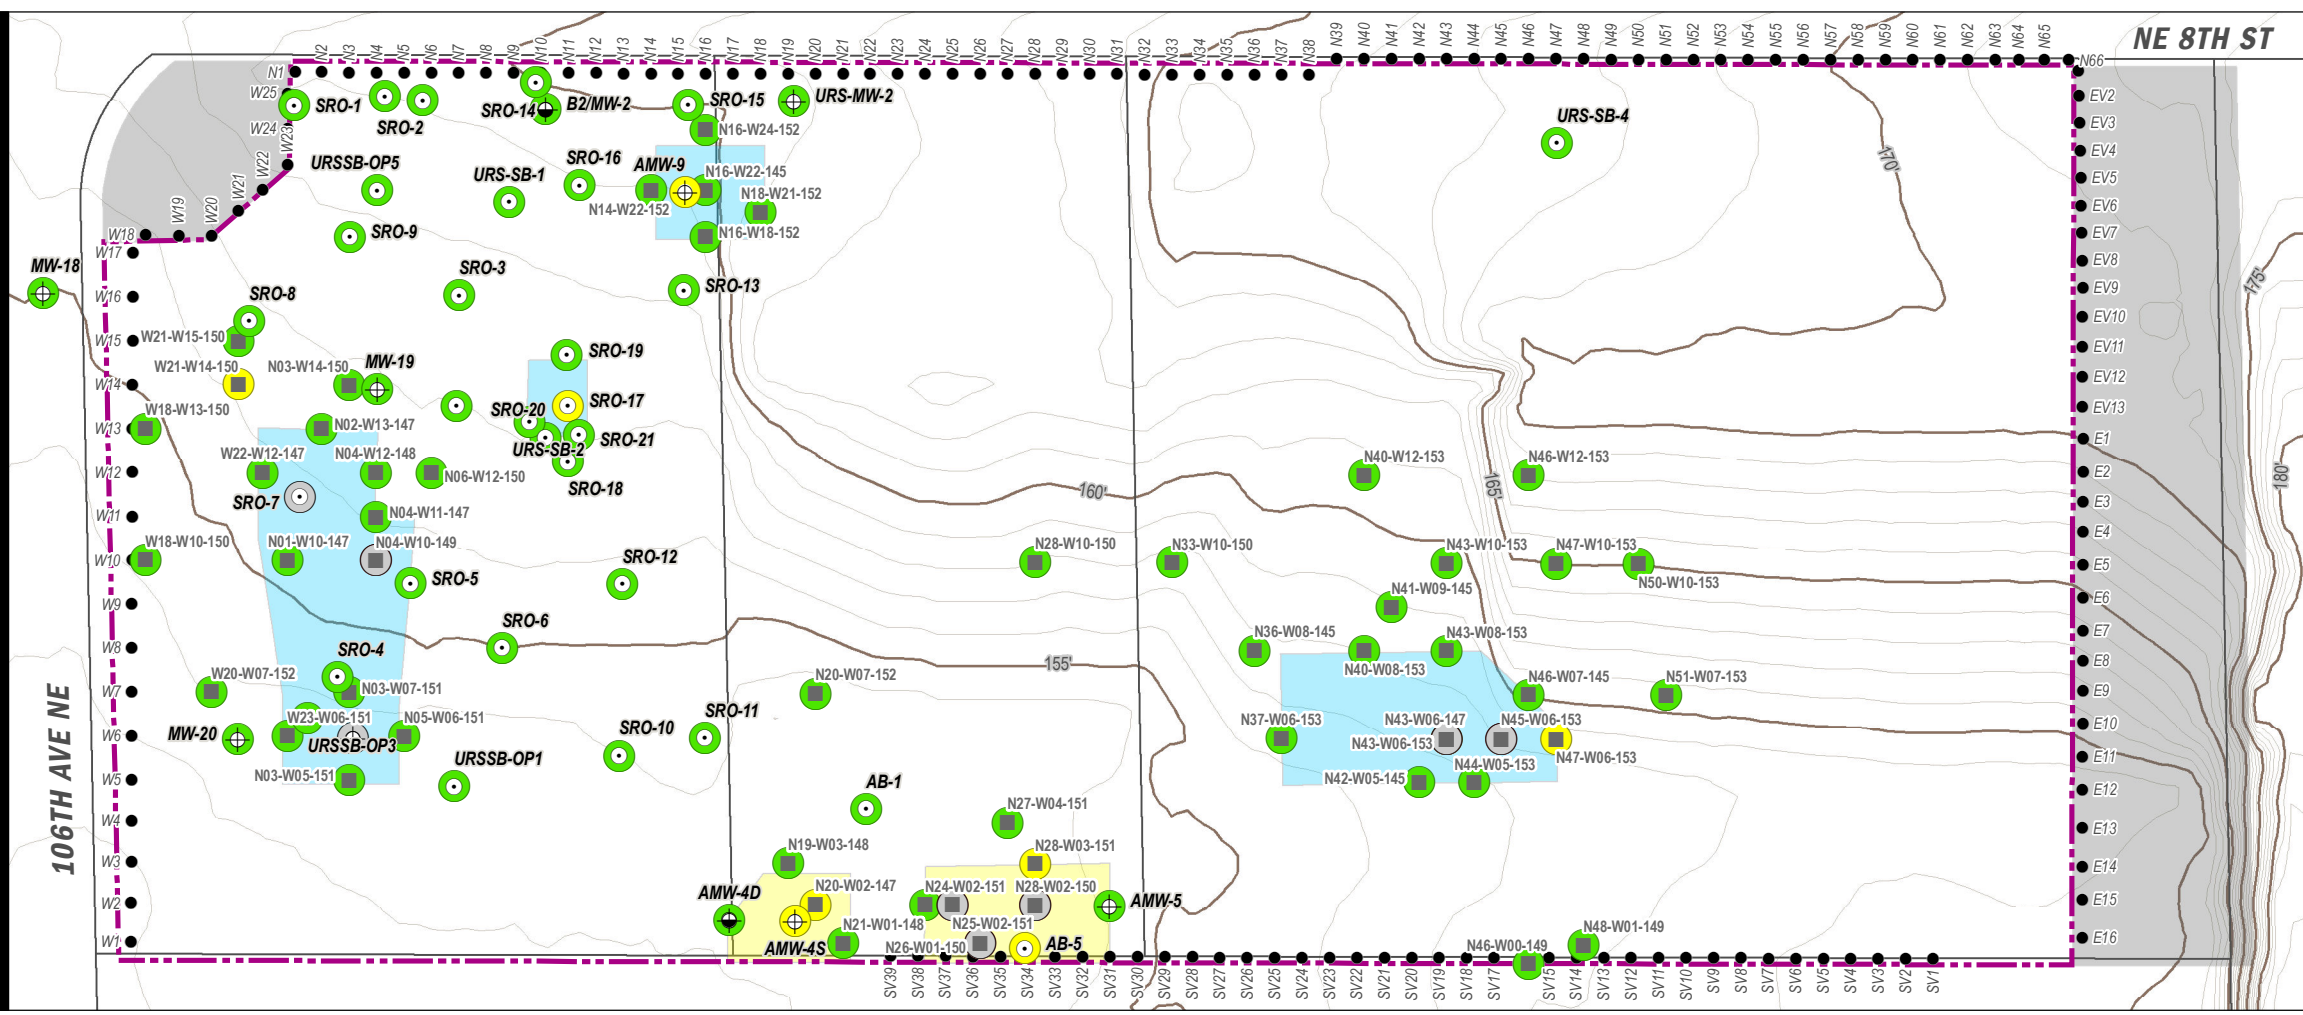 NE 8TH ST
106TH AVE NE
N1
N2
N3
N4
N5
N6
N7
N8
N9
N10
N11
N12
N13
N14
N15
N16
N17
N18
N19
N20
N21
N22
N23
N24
N25
N26
N27
N28
N29
N30
N31
N32
N33
N34
N35
N36
N37
N38
N39
N40
N41
N42
N43
N44
N45
N46
N47
N48
N49
N50
N51
N52
N53
N54
N55
N56
N57
N58
N59
N60
N61
N62
N63
N64
N65
N66
W25
W24
W23
W22
W21
W20
W19
W18
W17
W16
W15
W14
W13
W12
W11
W10
W9
W8
W7
W6
W5
W4
W3
W2
W1
EV2
EV3
EV4
EV5
EV6
EV7
EV8
EV9
EV10
EV11
EV12
EV13
E1
E2
E3
E4
E5
E6
E7
E8
E9
E10
E11
E12
E13
E14
E15
E16
SV39
SV38
SV37
SV36
SV35
SV34
SV33
SV32
SV31
SV30
SV29
SV28
SV27
SV26
SV25
SV24
SV23
SV22
SV21
SV20
SV19
SV18
SV17
SV15
SV14
SV13
SV12
SV11
SV10
SV9
SV8
SV7
SV6
SV5
SV4
SV3
SV2
SV1
SRO-1
SRO-2
SRO-14
B2/MW-2
SRO-15
URS-MW-2
URS-SB-4
N16-W24-152
URSSB-OP5
URS-SB-1
SRO-16
AMW-9
N16-W22-145
N18-W21-152
N14-W22-152
N16-W18-152
SRO-9
MW-18
SRO-3
SRO-13
SRO-8
W21-W15-150
W21-W14-150
N03-W14-150
MW-19
SRO-19
SRO-17
SRO-20
SRO-21
URS-SB-2
SRO-18
W18-W13-150
N02-W13-147
W22-W12-147
N04-W12-148
N06-W12-150
SRO-7
N04-W11-147
W18-W10-150
N01-W10-147
N04-W10-149
SRO-5
SRO-12
SRO-6
SRO-4
W20-W07-152
N03-W07-151
W23-W06-151
N05-W06-151
MW-20
URSSB-OP3
N03-W05-151
URSSB-OP1
SRO-10
SRO-11
N20-W07-152
AB-1
N19-W03-148
AMW-4D
N20-W02-147
AMW-4S
N21-W01-148
N27-W04-151
N28-W03-151
N24-W02-151
N28-W02-150
N25-W02-151
N26-W01-150
AB-5
AMW-5
N28-W10-150
N33-W10-150
N40-W12-153
N46-W12-153
N43-W10-153
N47-W10-153
N50-W10-153
N41-W09-145
N36-W08-145
N40-W08-153
N43-W08-153
N46-W07-145
N51-W07-153
N37-W06-153
N43-W06-147
N43-W06-153
N45-W06-153
N47-W06-153
N42-W05-145
N44-W05-153
N48-W01-149
N46-W00-149
155'
160'
165'
170'
175'
180'